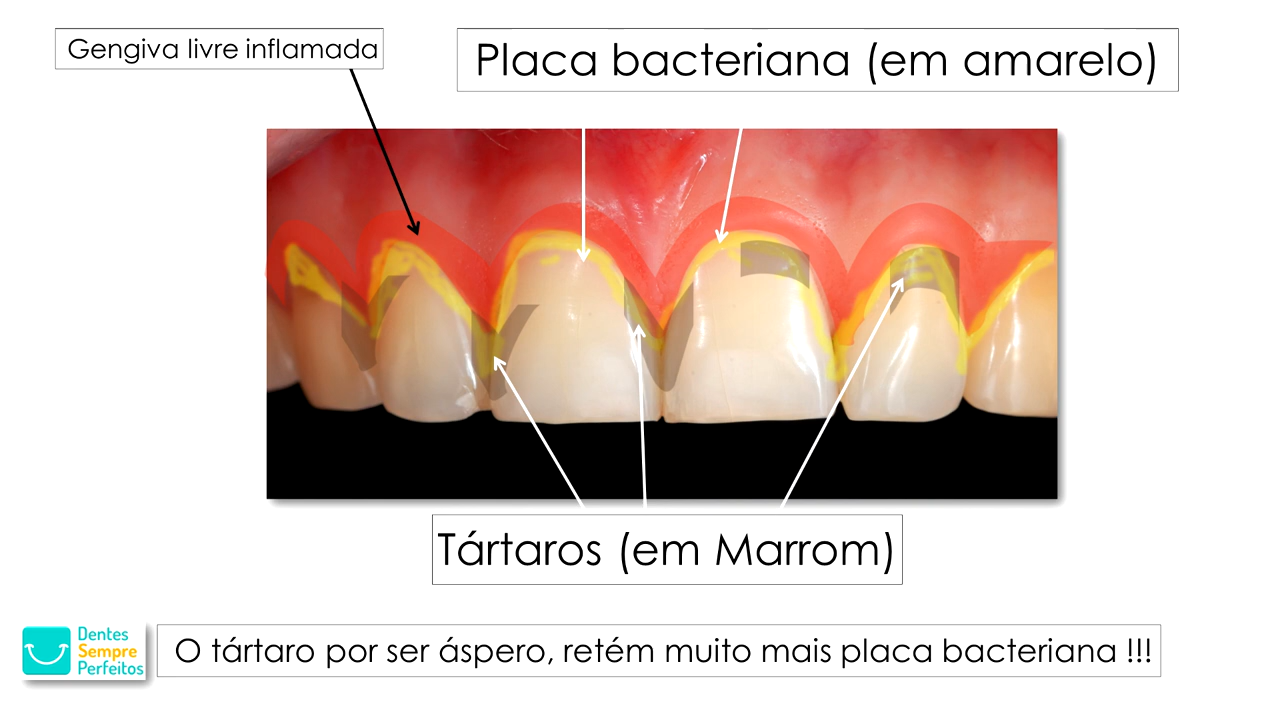 Gengiva livre inflamada
Placa bacteriana (em amarelo)
Tártaros (em Marrom)
Dentes
Sempre
Perfeitos
O tártaro por ser áspero, retém muito mais placa bacteriana !!!